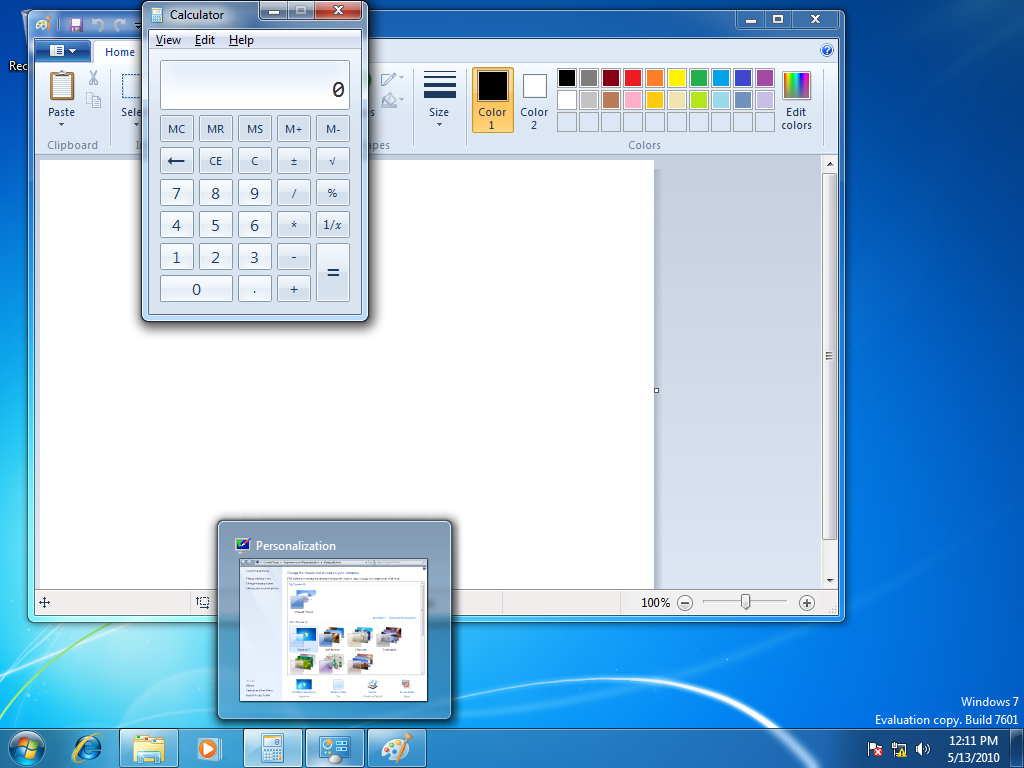 Calculator
View Edit Help
0
MC MR MS M+ M-
← CE C ± √
7 8 9 / %
4 5 6 * 1/x
1 2 3 - =
0 . +
Home
Paste
Clipboard
Size
Color 1
Color 2
Edit colors
Colors
100%
Personalization
Windows 7
Evaluation copy. Build 7601
12:11 PM
5/13/2010